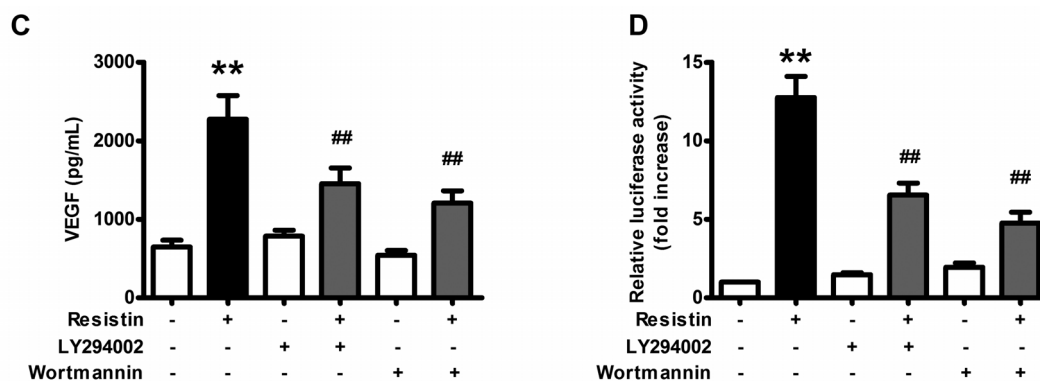 C
3000
2000
1000
0
VEGF (pg/mL)
**
##
##
Resistin - + - + - +
LY294002 - - + + - -
Wortmannin - - - - + +
D
15
10
5
0
Relative luciferase activity
(fold increase)
**
##
##
Resistin - + - + - +
LY294002 - - + + - -
Wortmannin - - - - + +